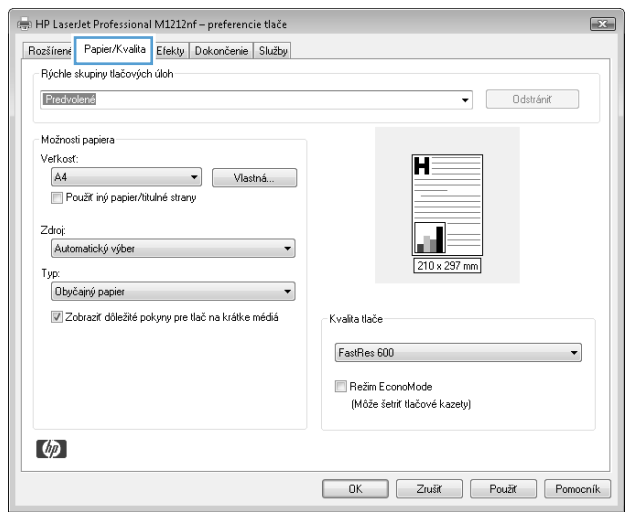 HP LaserJet Professional M1212nf – preferencie tlače
Rozšírené Papier/Kvalita Efekty Dokončenie Služby
Rýchle skupiny tlačových úloh
Predvolené
Odstrániť
Možnosti papiera
Veľkosť:
A4
Vlastná...
Použiť iný papier/titulné strany
Zdroj:
Automatický výber
Typ:
Obyčajný papier
Zobraziť dôležité pokyny pre tlač na krátke médiá
H
210 x 297 mm
Kvalita tlače
FastRes 600
Režim EconoMode
(Môže šetriť tlačové kazety)
hp
OK Zrušiť Použiť Pomocník